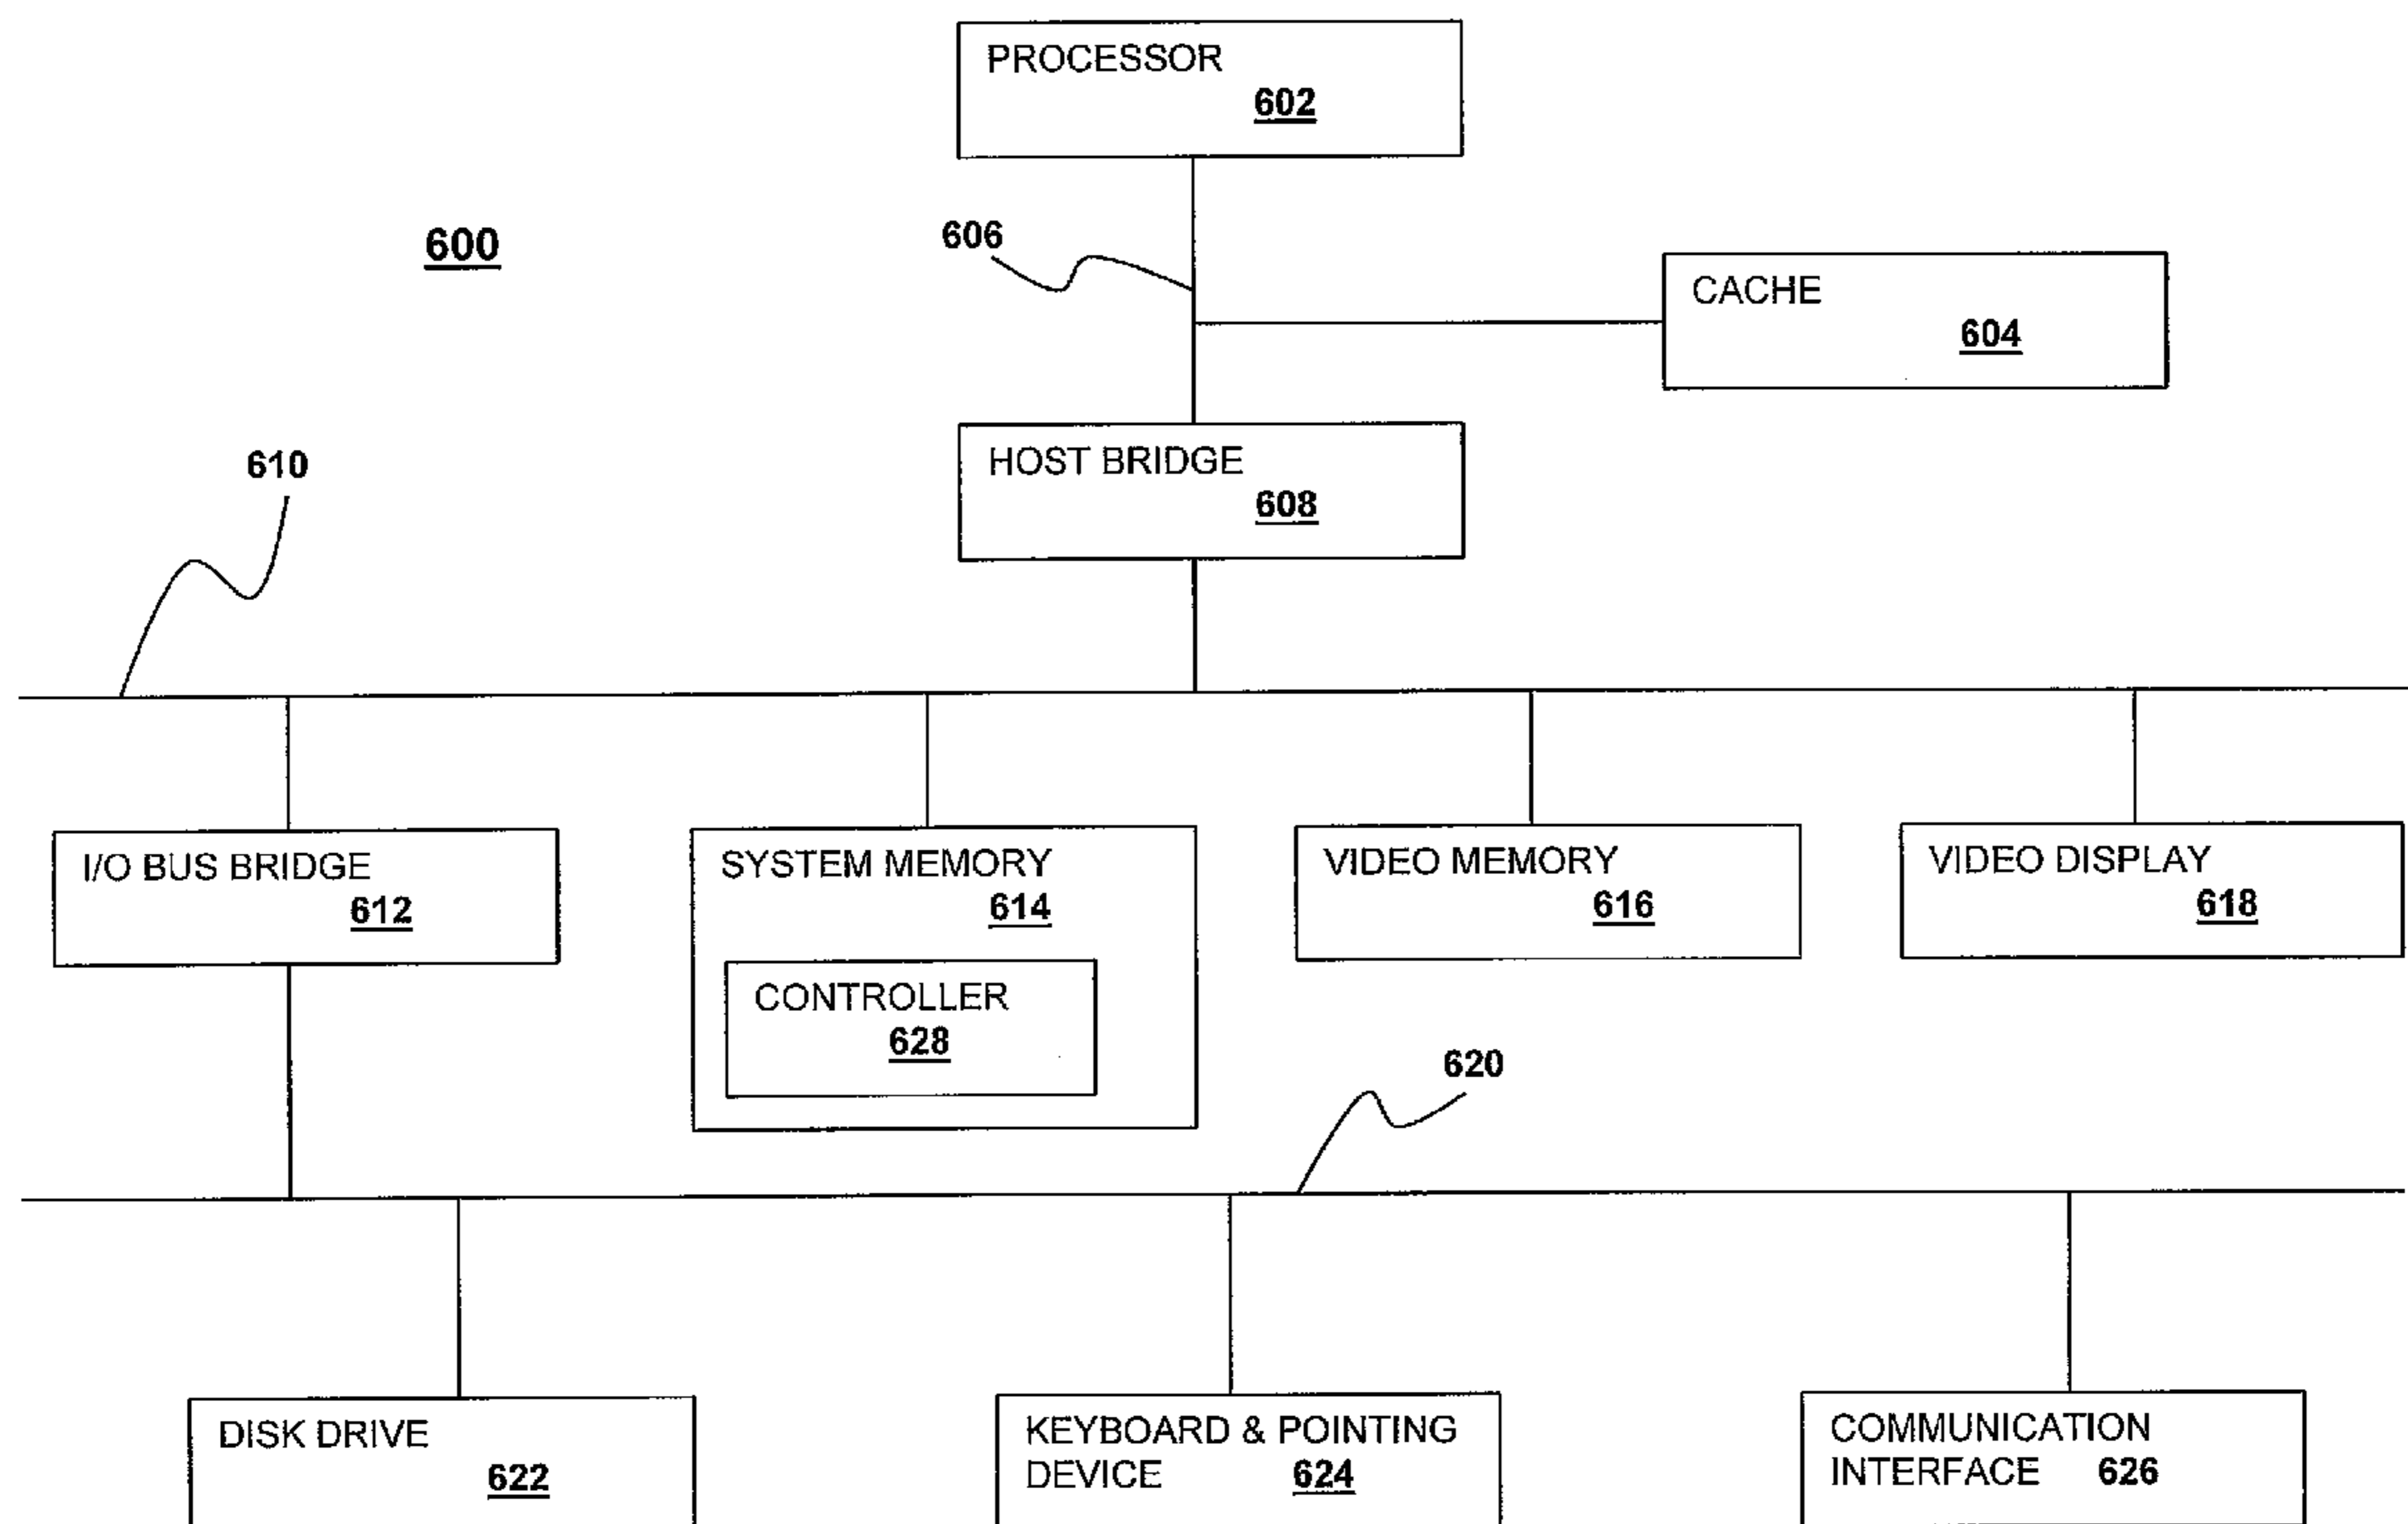 PROCESSOR
602
600
606
CACHE
604
610
HOST BRIDGE
608
I/O BUS BRIDGE
612
SYSTEM MEMORY
614
CONTROLLER
628
VIDEO MEMORY
616
VIDEO DISPLAY
618
620
DISK DRIVE
622
KEYBOARD & POINTING
DEVICE 624
COMMUNICATION
INTERFACE 626